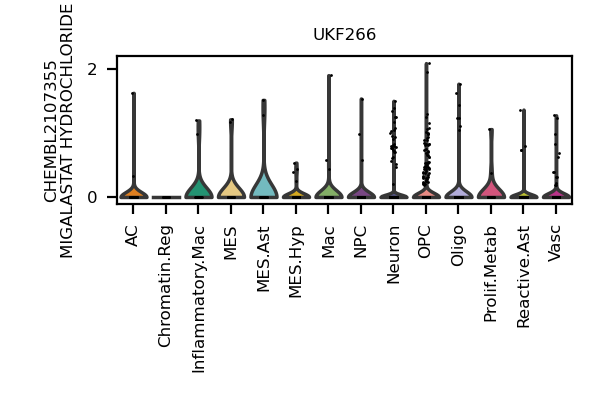 UKF266
CHEMBL2107355
MIGALASTAT HYDROCHLORIDE
2
0
AC
Chromatin.Reg
Inflammatory.Mac
MES
MES.Ast
MES.Hyp
Mac
NPC
Neuron
OPC
Oligo
Prolif.Metab
Reactive.Ast
Vasc